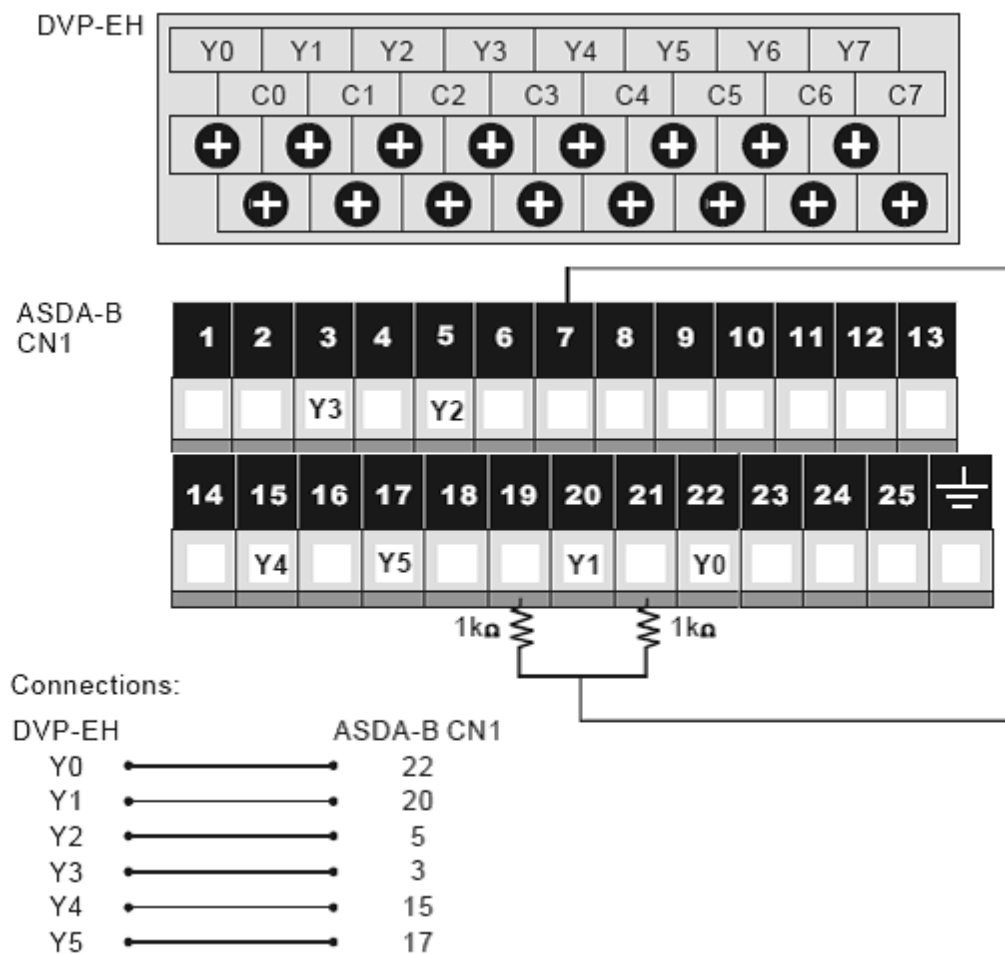 DVP-EH
Y0 Y1 Y2 Y3 Y4 Y5 Y6 Y7
C0 C1 C2 C3 C4 C5 C6 C7
ASDA-B
CN1
1 2 3 4 5 6 7 8 9 10 11 12 13
Y3 Y2
14 15 16 17 18 19 20 21 22 23 24 25
Y4 Y5 Y1 Y0
1kΩ 1kΩ
Connections:
DVP-EH ASDA-B CN1
Y0 22
Y1 20
Y2 5
Y3 3
Y4 15
Y5 17